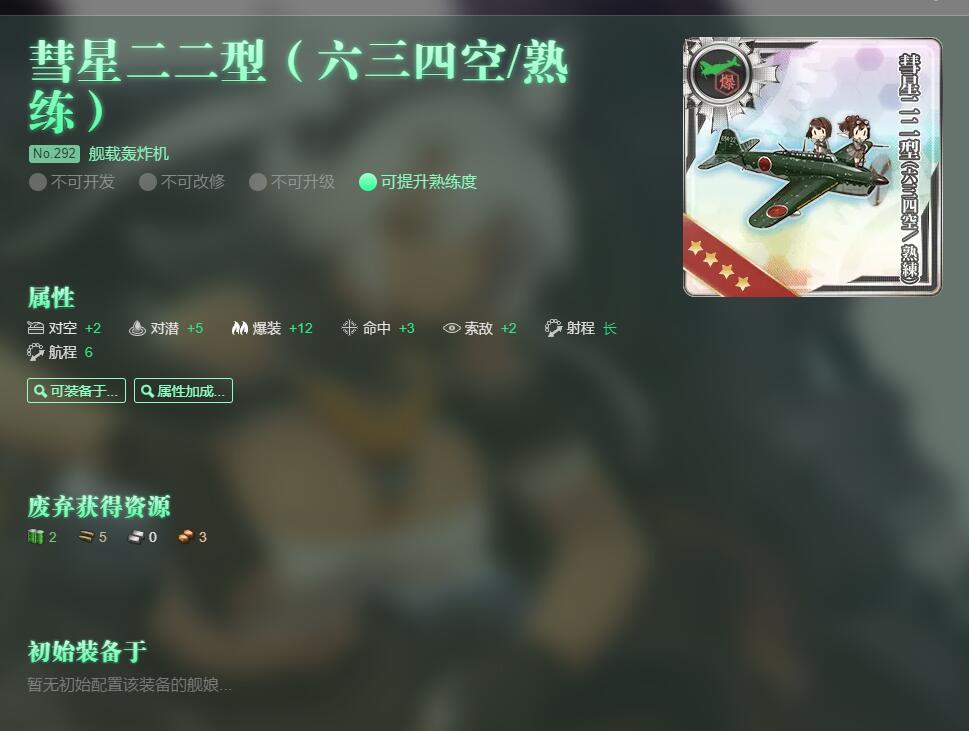 彗星二二型（六三四空/熟
练）
No.292 舰载轰炸机
不可开发 不可改修 不可升级 可提升熟练度
属性
对空 +2 对潜 +5 爆装 +12 命中 +3 索敌 +2 射程 长
航程 6
可装备于... 属性加成...
废弃获得资源
2 5 0 3
初始装备于
暂无初始配置该装备的舰娘...
爆
彗星二二型(六三四空/熟練)